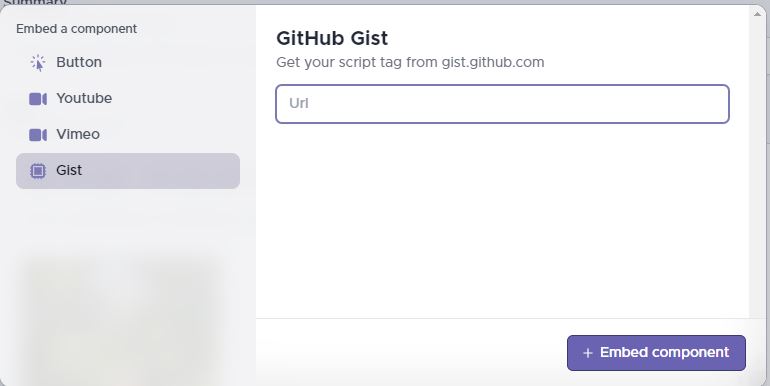 Summary
Embed a component
Button
Youtube
Vimeo
Gist
GitHub Gist
Get your script tag from gist.github.com
Url
+ Embed component